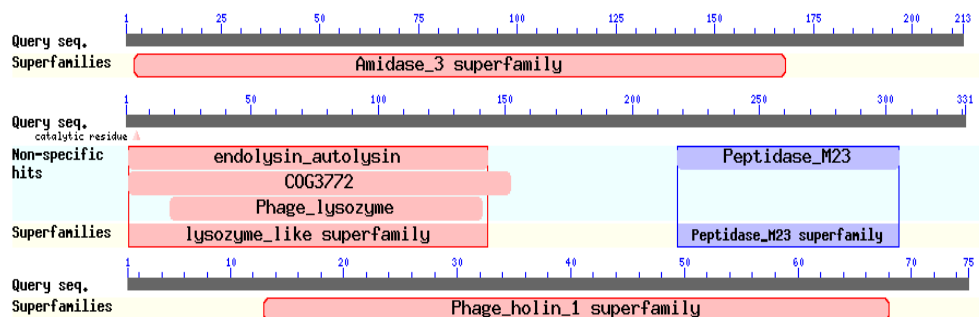 1 25 50 75 100 125 150 175 200 213
Query seq.
Superfamilies Amidase_3 superfamily
1 50 100 150 200 250 300 331
Query seq.
catalytic residue
Non-specific hits endolysin_autolysin Peptidase_M23
COG3772
Phage_lysozyme
Superfamilies lysozyme_like superfamily Peptidase_M23 superfamily
1 10 20 30 40 50 60 70 75
Query seq.
Superfamilies Phage_holin_1 superfamily